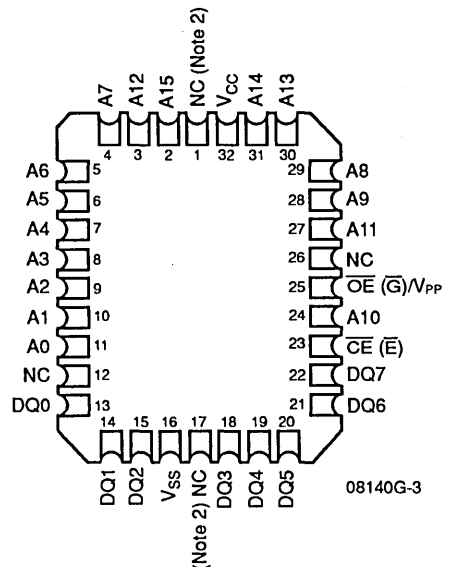 A7 A12 A15 NC (Note 2) VCC A14 A13
4 3 2 1 32 31 30
A6 5 29 A8
A5 6 28 A9
A4 7 27 A11
A3 8 26 NC
A2 9 25 OE (G)/VPP
A1 10 24 A10
A0 11 23 CE (E)
NC 12 22 DQ7
DQ0 13 21 DQ6
14 15 16 17 18 19 20
DQ1 DQ2 VSS (Note 2) NC DQ3 DQ4 DQ5
08140G-3